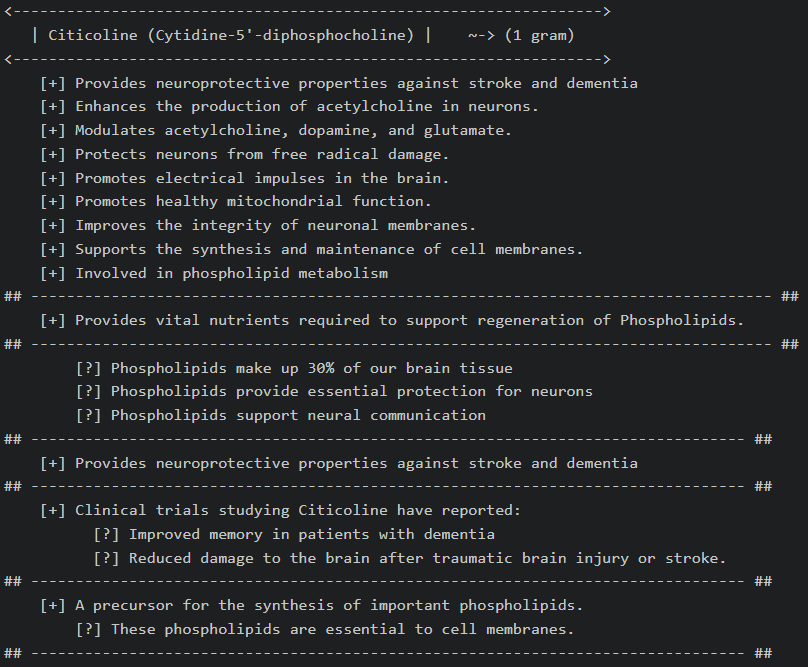 <------------------------------------------------------------------>
| Citicoline (Cytidine-5'-diphosphocholine) |    ~-> (1 gram)
<------------------------------------------------------------------>
[+] Provides neuroprotective properties against stroke and dementia
[+] Enhances the production of acetylcholine in neurons.
[+] Modulates acetylcholine, dopamine, and glutamate.
[+] Protects neurons from free radical damage.
[+] Promotes electrical impulses in the brain.
[+] Promotes healthy mitochondrial function.
[+] Improves the integrity of neuronal membranes.
[+] Supports the synthesis and maintenance of cell membranes.
[+] Involved in phospholipid metabolism
## ----------------------------------------------------------------------------------- ##
[+] Provides vital nutrients required to support regeneration of Phospholipids.
## ----------------------------------------------------------------------------------- ##
[?] Phospholipids make up 30% of our brain tissue
[?] Phospholipids provide essential protection for neurons
[?] Phospholipids support neural communication
## -------------------------------------------------------------------------------- ##
[+] Provides neuroprotective properties against stroke and dementia
## -------------------------------------------------------------------------------- ##
[+] Clinical trials studying Citicoline have reported:
[?] Improved memory in patients with dementia
[?] Reduced damage to the brain after traumatic brain injury or stroke.
## -------------------------------------------------------------------------------- ##
[+] A precursor for the synthesis of important phospholipids.
[?] These phospholipids are essential to cell membranes.
## -------------------------------------------------------------------------------- ##